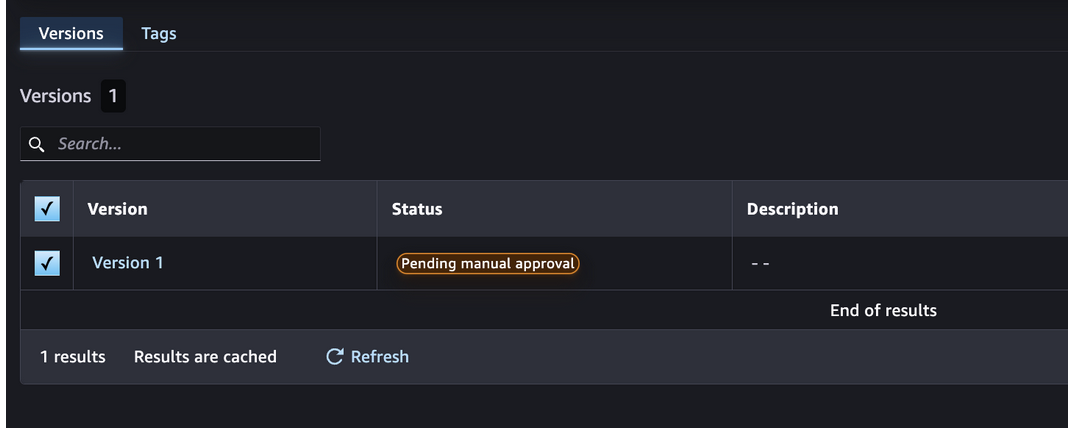 Versions Tags
Versions 1
Search...
Version Status Description
Version 1 Pending manual approval --
End of results
1 results Results are cached Refresh